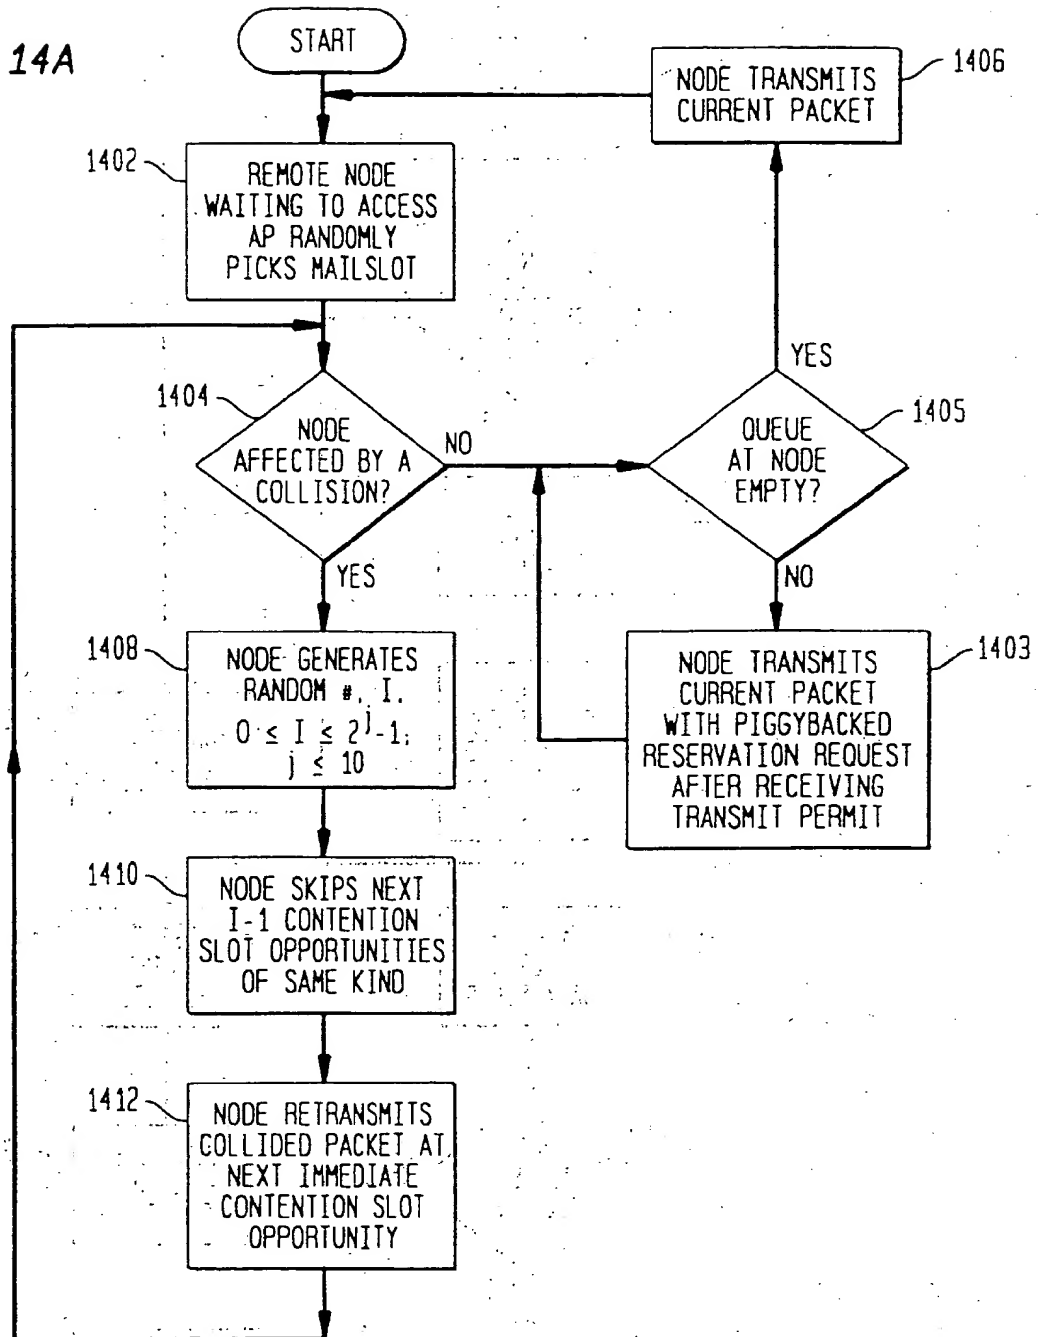 14A
START
NODE TRANSMITS
CURRENT PACKET
1406
1402
REMOTE NODE
WAITING TO ACCESS
AP RANDOMLY
PICKS MAILSLOT
1404
NODE
AFFECTED BY A
COLLISION?
NO
YES
QUEUE
AT NODE
EMPTY?
1405
YES
NO
1408
NODE GENERATES
RANDOM #, I,
0 ≤ I ≤ 2^j-1;
j ≤ 10
NODE TRANSMITS
CURRENT PACKET
WITH PIGGYBACKED
RESERVATION REQUEST
AFTER RECEIVING
TRANSMIT PERMIT
1403
1410
NODE SKIPS NEXT
I-1 CONTENTION
SLOT OPPORTUNITIES
OF SAME KIND
1412
NODE RETRANSMITS
COLLIDED PACKET AT
NEXT IMMEDIATE
CONTENTION SLOT
OPPORTUNITY